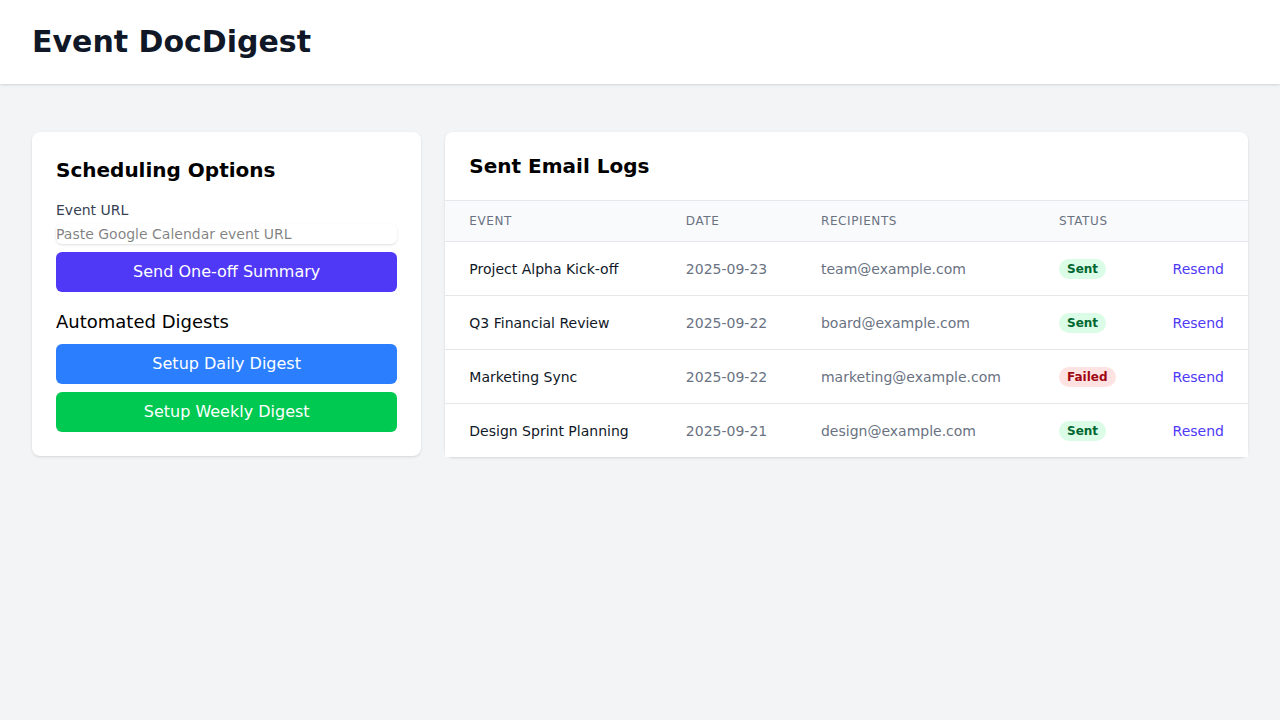 Event DocDigest
Scheduling Options
Event URL
Paste Google Calendar event URL
Send One-off Summary
Automated Digests
Setup Daily Digest
Setup Weekly Digest
Sent Email Logs
EVENT DATE RECIPIENTS STATUS
Project Alpha Kick-off 2025-09-23 team@example.com Sent Resend
Q3 Financial Review 2025-09-22 board@example.com Sent Resend
Marketing Sync 2025-09-22 marketing@example.com Failed Resend
Design Sprint Planning 2025-09-21 design@example.com Sent Resend